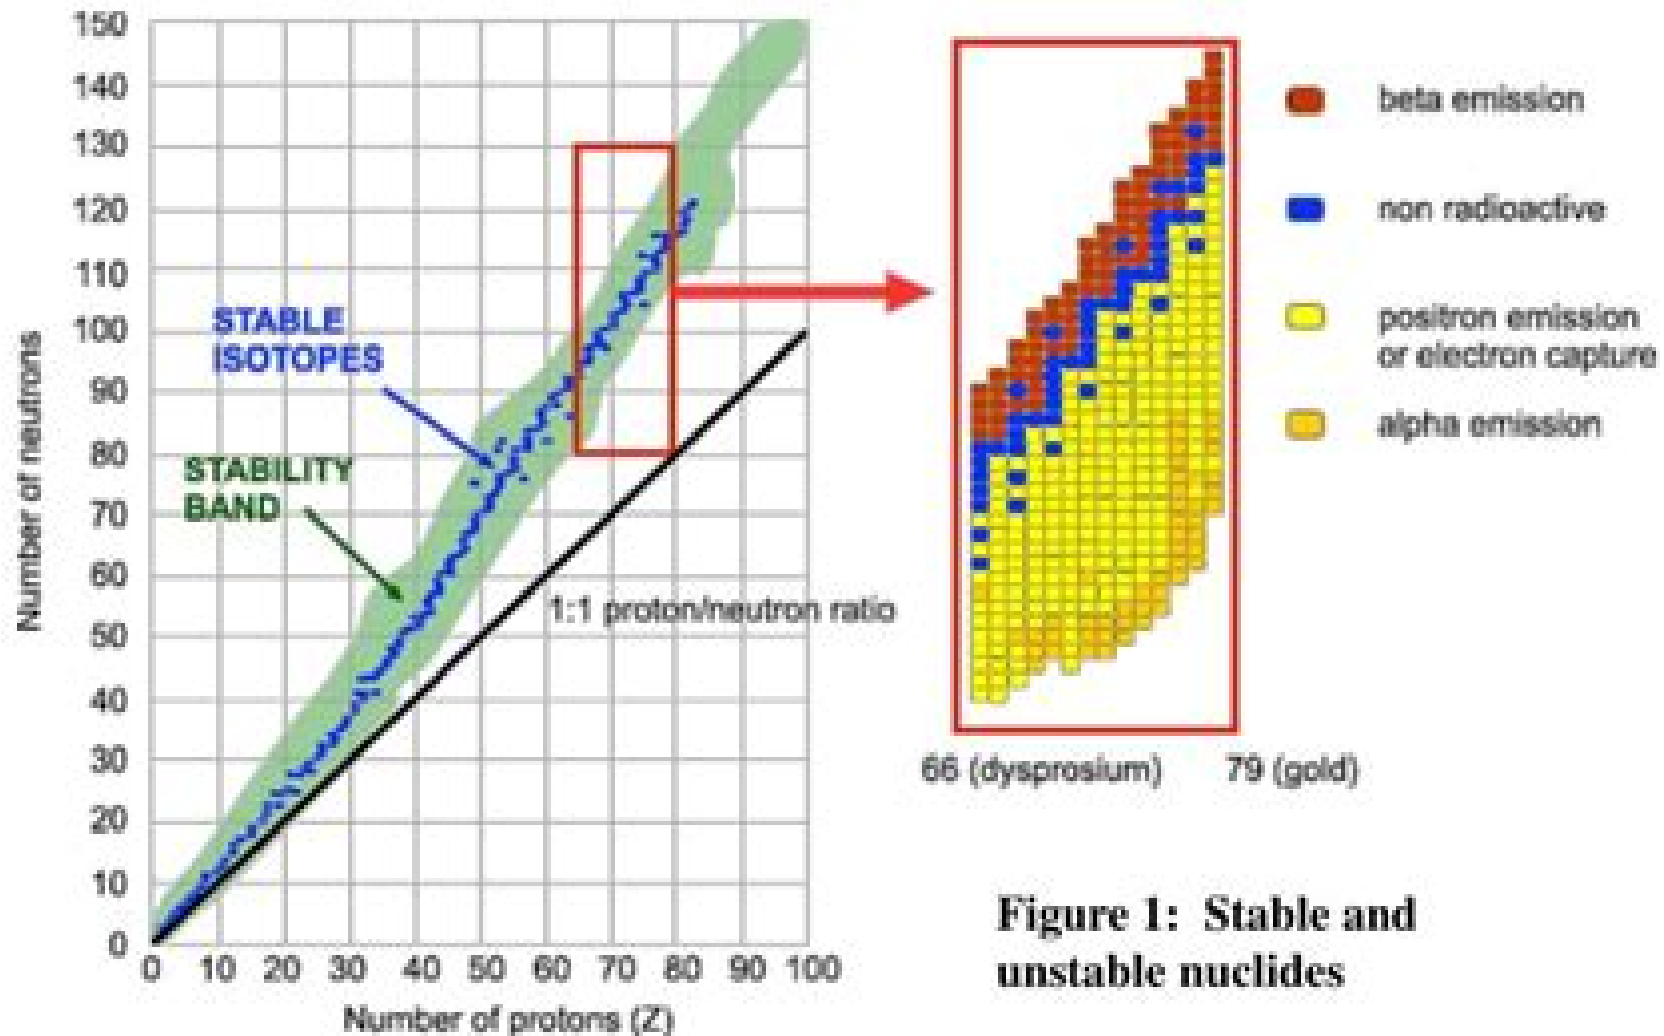 150
140
130
120
110
100
90
80
70
60
50
40
30
20
10
0
Number of neutrons
STABLE
ISOTOPES
STABILITY
BAND
1:1 proton/neutron ratio
0 10 20 30 40 50 60 70 80 90 100
Number of protons (Z)
beta emission
non radioactive
positron emission
or electron capture
alpha emission
66 (dysprosium) 79 (gold)
Figure 1: Stable and
unstable nuclides